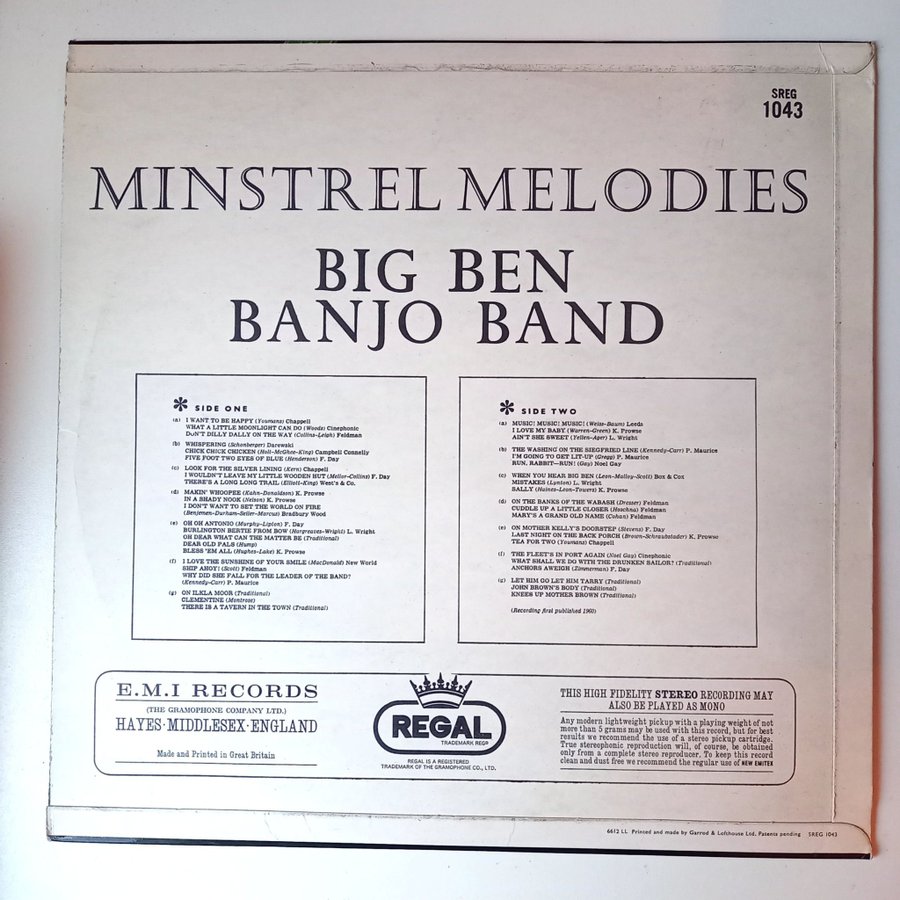 SREG
1043
MINSTREL MELODIES
BIG BEN
BANJO BAND
* SIDE ONE
(a) I WANT TO BE HAPPY (Youmans) Chappell
WHAT A LITTLE MOONLIGHT CAN DO (Woods) Cinephonic
DON'T DILLY DALLY ON THE WAY (Collins-Leigh) Feldman
(b) WHISPERING (Schonberger) Darewski
CHICK CHICK CHICKEN (Holt-McGhee-King) Campbell Connelly
FIVE FOOT TWO EYES OF BLUE (Henderson) F. Day
(c) LOOK FOR THE SILVER LINING (Kern) Chappell
I WOULDN'T LEAVE MY LITTLE WOODEN HUT (Mellor-Collins) F. Day
THERE'S A LONG LONG TRAIL (Elliott-King) West's & Co.
(d) MAKIN' WHOOPEE (Kahn-Donaldson) K. Prowse
IN A SHADY NOOK (Nelson) K. Prowse
I DON'T WANT TO SET THE WORLD ON FIRE
(Benjemen-Durham-Seiler-Marcus) Bradbury Wood
(e) OH OH ANTONIO (Murphy-Lipton) F. Day
BURLINGTON BERTIE FROM BOW (Hargreaves-Wright) L. Wright
OH DEAR WHAT CAN THE MATTER BE (Traditional)
DEAR OLD PALS (Hump)
BLESS 'EM ALL (Hughes-Lake) K. Prowse
(f) I LOVE THE SUNSHINE OF YOUR SMILE (MacDonald) New World
SHIP AHOY! (Scott) Feldman
WHY DID SHE FALL FOR THE LEADER OF THE BAND?
(Kennedy-Carr) P. Maurice
(g) ON ILKLA MOOR (Traditional)
CLEMENTINE (Montrose)
THERE IS A TAVERN IN THE TOWN (Traditional)
* SIDE TWO
(a) MUSIC! MUSIC! MUSIC! (Weiss-Baum) Leeds
I LOVE MY BABY (Warren-Green) K. Prowse
AIN'T SHE SWEET (Yellen-Ager) L. Wright
(b) THE WASHING ON THE SIEGFRIED LINE (Kennedy-Carr) P. Maurice
I'M GOING TO GET LIT-UP (Gregg) P. Maurice
RUN, RABBIT—RUN! (Gay) Noel Gay
(c) WHEN YOU HEAR BIG BEN (Leon-Malloy-Scott) Box & Cox
MISTAKES (Lynton) L. Wright
SALLY (Haines-Leon-Towers) K. Prowse
(d) ON THE BANKS OF THE WABASH (Dresser) Feldman
CUDDLE UP A LITTLE CLOSER (Hoschna) Feldman
MARY'S A GRAND OLD NAME (Cohan) Feldman
(e) ON MOTHER KELLY'S DOORSTEP (Stevens) F. Day
LAST NIGHT ON THE BACK PORCH (Brown-Schraubstader) K. Prowse
TEA FOR TWO (Youmans) Chappell
(f) THE FLEET'S IN PORT AGAIN (Noel Gay) Cinephonic
WHAT SHALL WE DO WITH THE DRUNKEN SAILOR? (Traditional)
ANCHORS AWEIGH (Zimmerman) F. Day
(g) LET HIM GO LET HIM TARRY (Traditional)
JOHN BROWN'S BODY (Traditional)
KNEES UP MOTHER BROWN (Traditional)
(Recording first published 1960)
E.M.I RECORDS
(THE GRAMOPHONE COMPANY LTD.)
HAYES·MIDDLESEX·ENGLAND
Made and Printed in Great Britain
REGAL
TRADEMARK REGD
REGAL IS A REGISTERED
TRADEMARK OF THE GRAMOPHONE CO., LTD.
THIS HIGH FIDELITY STEREO RECORDING MAY
ALSO BE PLAYED AS MONO
Any modern lightweight pickup with a playing weight of not
more than 5 grams may be used with this record, but for best
results we recommend the use of a stereo pickup cartridge.
True stereophonic reproduction will, of course, be obtained
only from a complete stereo reproducer. To keep this record
clean and dust free we recommend the regular use of NEW EMITEX
6612 LL Printed and made by Garrod & Lofthouse Ltd. Patents pending SREG 1043